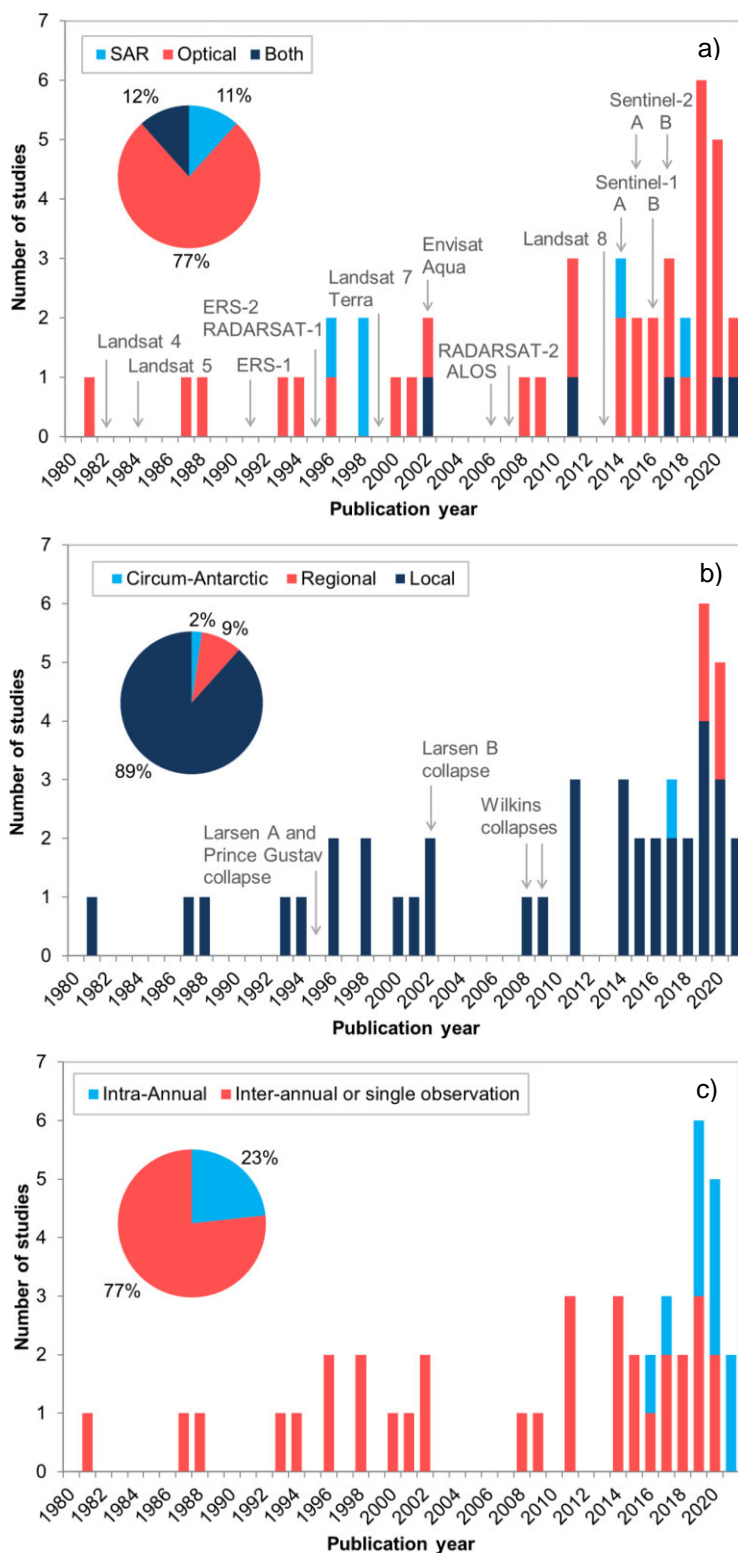 a)
SAR Optical Both
12% 11%
77%
Sentinel-2
A B
Sentinel-1
A B
Landsat 8
Envisat
Aqua
Landsat 7
Terra
ERS-2
RADARSAT-1
RADARSAT-2
ALOS
Landsat 4
Landsat 5
ERS-1
Number of studies
7
6
5
4
3
2
1
0
1980 1982 1984 1986 1988 1990 1992 1994 1996 1998 2000 2002 2004 2006 2008 2010 2012 2014 2016 2018 2020
Publication year
b)
Circum-Antarctic Regional Local
2%
9%
89%
Larsen B
collapse
Wilkins
collapses
Larsen A and
Prince Gustav
collapse
Number of studies
7
6
5
4
3
2
1
0
1980 1982 1984 1986 1988 1990 1992 1994 1996 1998 2000 2002 2004 2006 2008 2010 2012 2014 2016 2018 2020
Publication year
c)
Intra-Annual Inter-annual or single observation
23%
77%
Number of studies
7
6
5
4
3
2
1
0
1980 1982 1984 1986 1988 1990 1992 1994 1996 1998 2000 2002 2004 2006 2008 2010 2012 2014 2016 2018 2020
Publication year